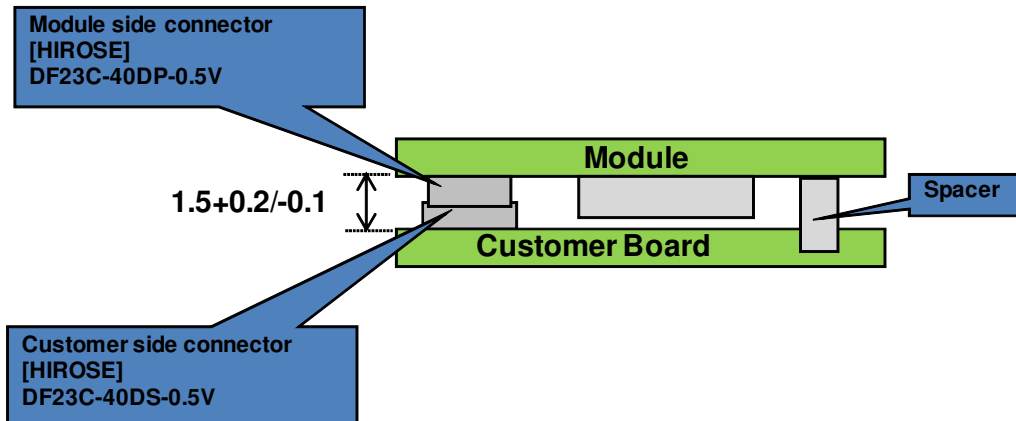 Module side connector
[HIROSE]
DF23C-40DP-0.5V
Module
1.5+0.2/-0.1
Spacer
Customer Board
Customer side connector
[HIROSE]
DF23C-40DS-0.5V